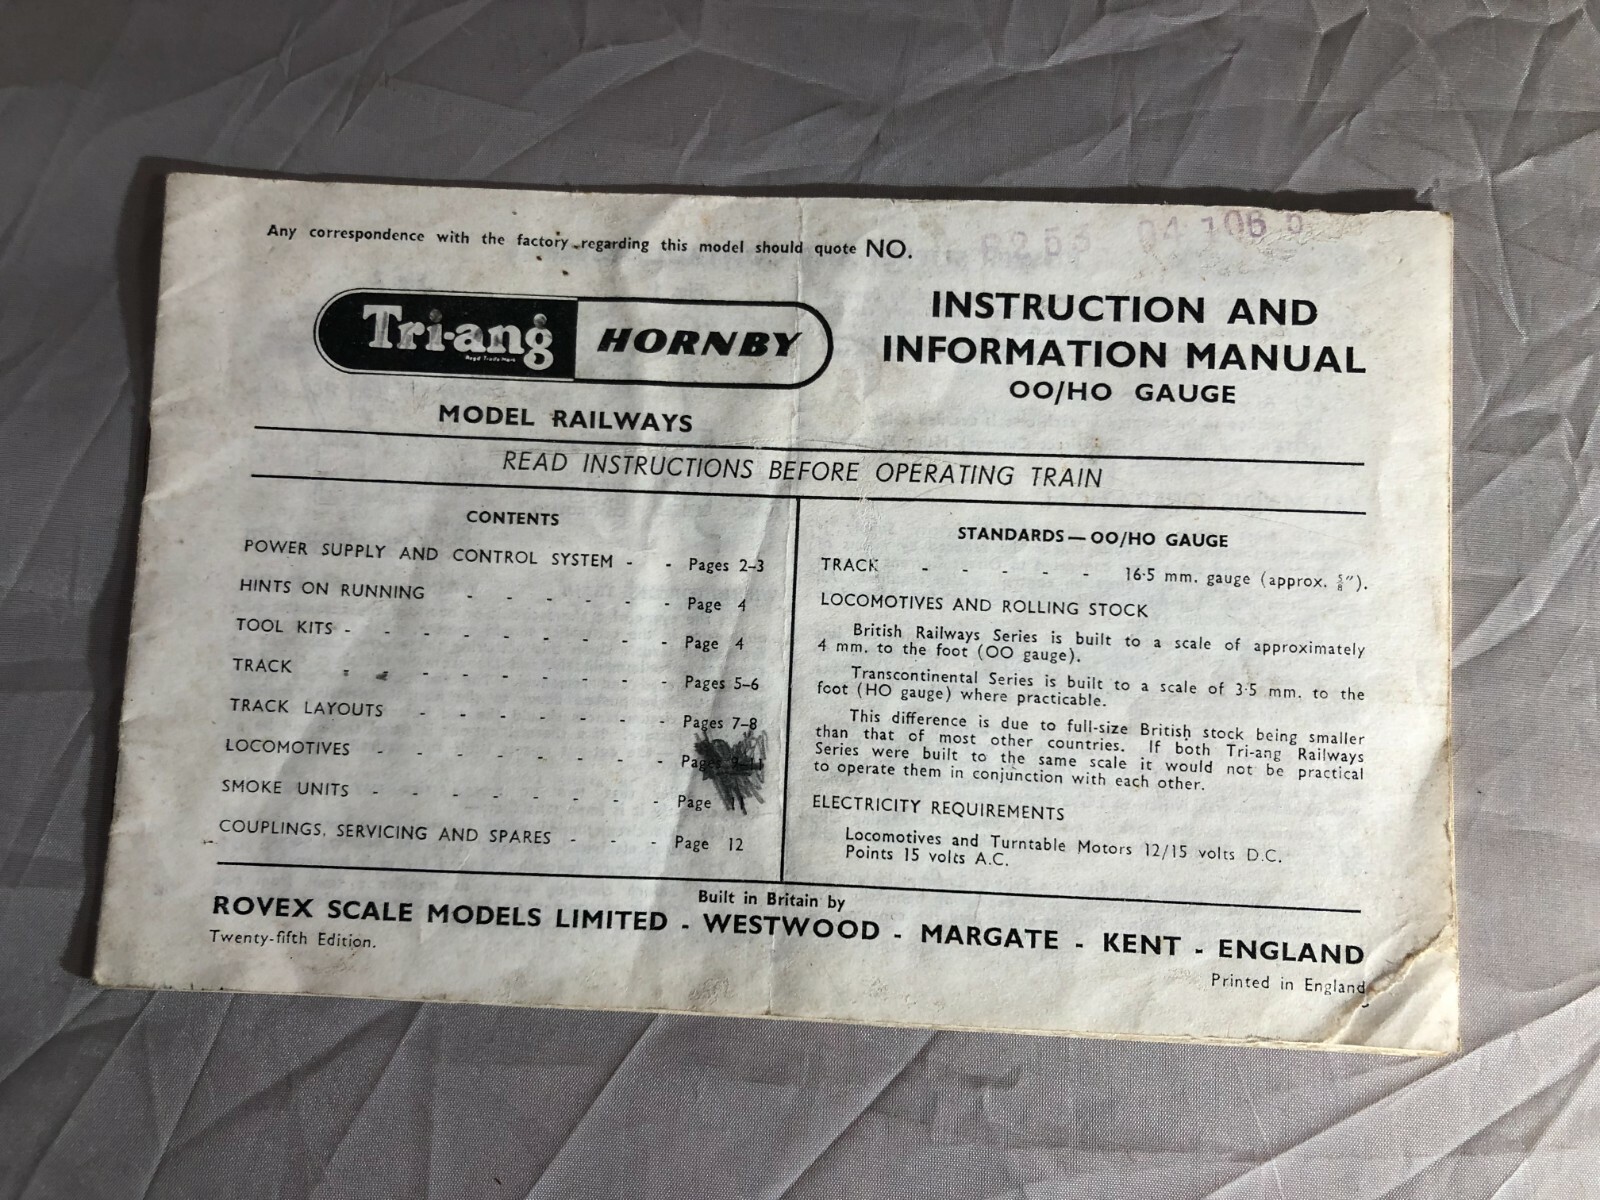 Any correspondence with the factory regarding this model should quote NO.
Tri-ang HORNBY
Regd Trade Mark
MODEL RAILWAYS
INSTRUCTION AND
INFORMATION MANUAL
OO/HO GAUGE
READ INSTRUCTIONS BEFORE OPERATING TRAIN
CONTENTS
POWER SUPPLY AND CONTROL SYSTEM - - Pages 2-3
HINTS ON RUNNING - - - - - - Page 4
TOOL KITS - - - - - - - - - Page 4
TRACK - - - - - - - - - Pages 5-6
TRACK LAYOUTS - - - - - - - Pages 7-8
LOCOMOTIVES - - - - - - - - Pages 9-11
SMOKE UNITS - - - - - - - - Page 11
COUPLINGS, SERVICING AND SPARES - - - Page 12
STANDARDS — OO/HO GAUGE
TRACK - - - - - 16·5 mm. gauge (approx. ⅝").
LOCOMOTIVES AND ROLLING STOCK
British Railways Series is built to a scale of approximately
4 mm. to the foot (OO gauge).
Transcontinental Series is built to a scale of 3·5 mm. to the
foot (HO gauge) where practicable.
This difference is due to full-size British stock being smaller
than that of most other countries. If both Tri-ang Railways
Series were built to the same scale it would not be practical
to operate them in conjunction with each other.
ELECTRICITY REQUIREMENTS
Locomotives and Turntable Motors 12/15 volts D.C.
Points 15 volts A.C.
Built in Britain by
ROVEX SCALE MODELS LIMITED - WESTWOOD - MARGATE - KENT - ENGLAND
Twenty-fifth Edition.
Printed in England